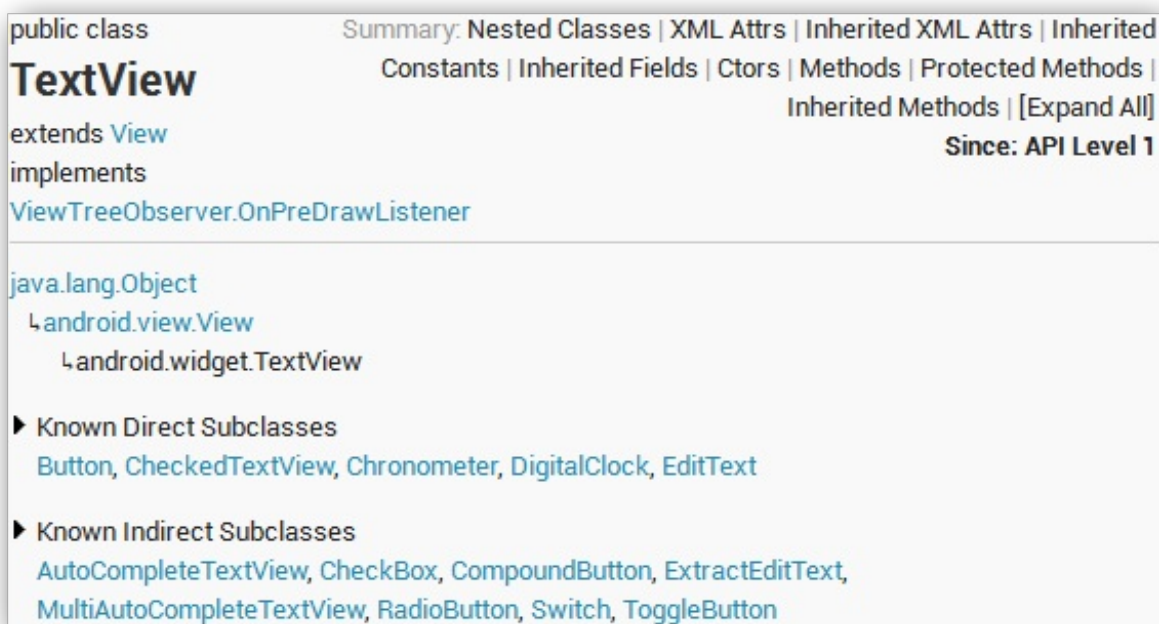 public class
TextView
extends View
implements
ViewTreeObserver.OnPreDrawListener
Summary: Nested Classes | XML Attrs | Inherited XML Attrs | Inherited
Constants | Inherited Fields | Ctors | Methods | Protected Methods |
Inherited Methods | [Expand All]
Since: API Level 1
java.lang.Object
↳android.view.View
↳android.widget.TextView
Known Direct Subclasses
Button, CheckedTextView, Chronometer, DigitalClock, EditText
Known Indirect Subclasses
AutoCompleteTextView, CheckBox, CompoundButton, ExtractEditText,
MultiAutoCompleteTextView, RadioButton, Switch, ToggleButton